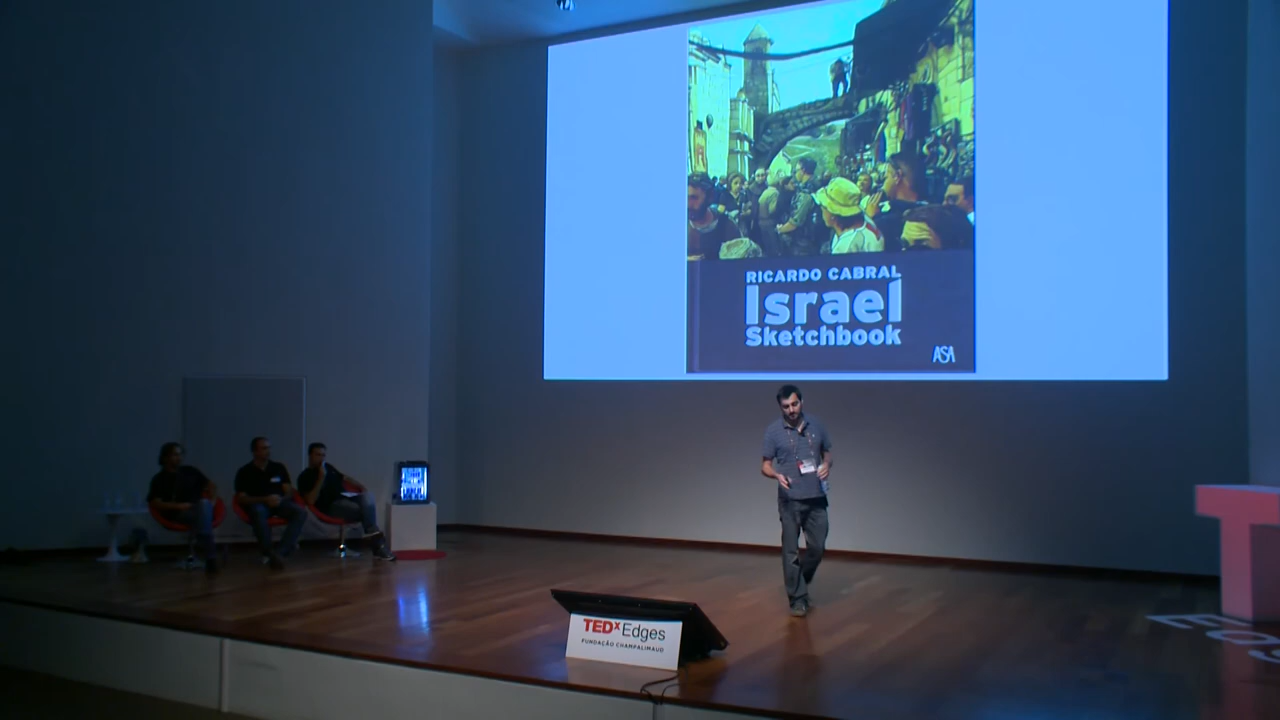 RICARDO CABRAL
Israel
Sketchbook
ASA
TEDxEdges
FUNDAÇÃO CHAMPALIMAUD
T